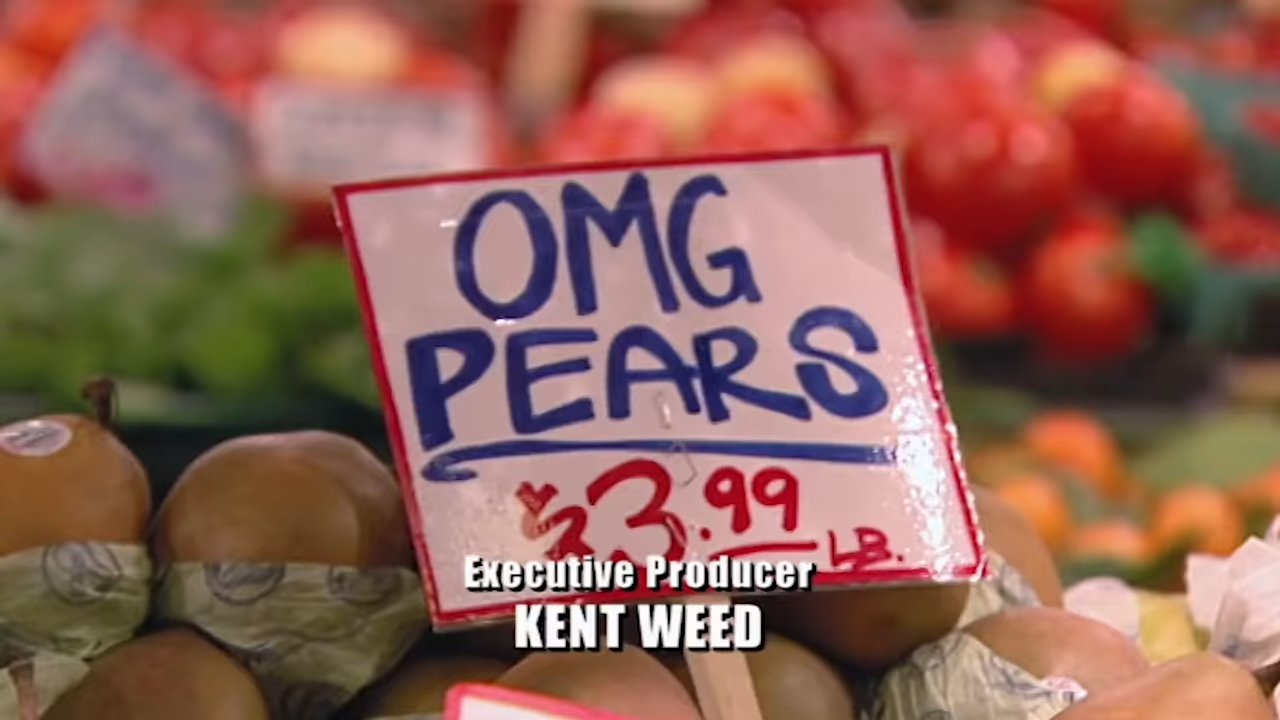 OMG
PEARS
$3.99 LB.
Executive Producer
KENT WEED